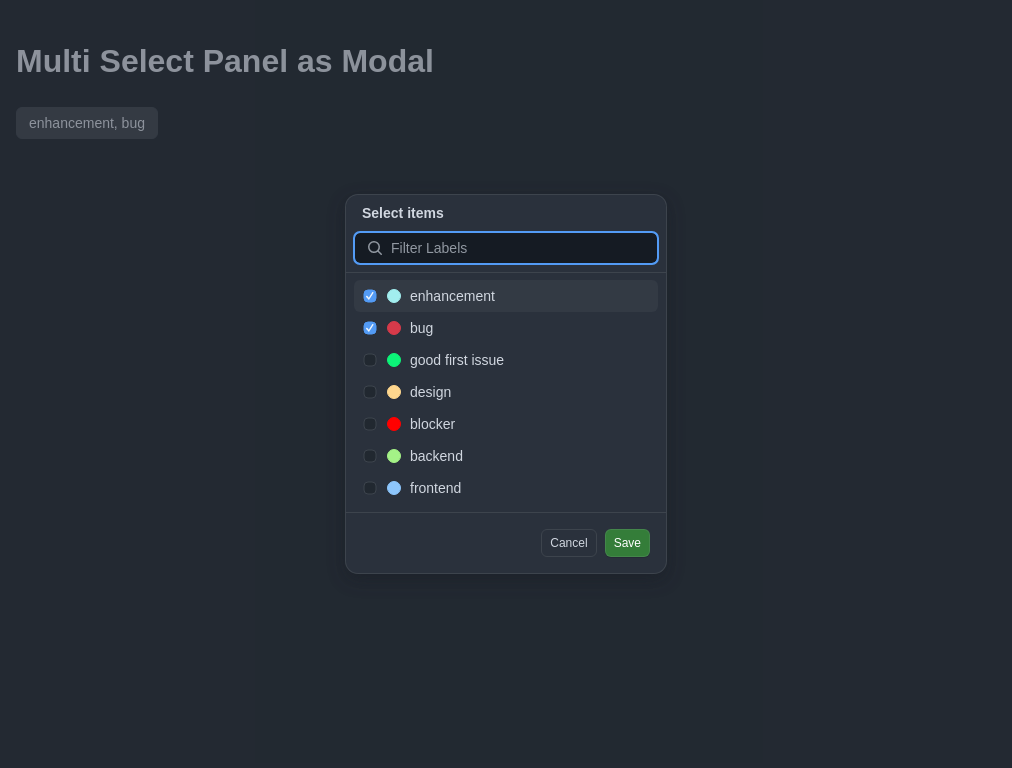 Multi Select Panel as Modal
enhancement, bug
Select items
Filter Labels
enhancement
bug
good first issue
design
blocker
backend
frontend
Cancel Save